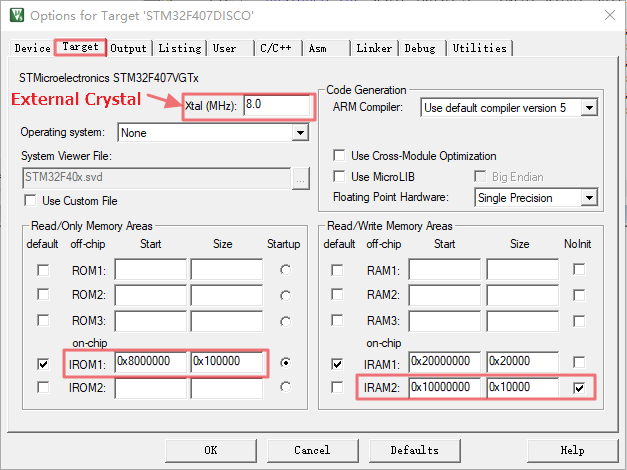 Options for Target 'STM32F407DISCO'
Device Target Output Listing User C/C++ Asm Linker Debug Utilities
STMicroelectronics STM32F407VGTx
External Crystal
Xtal (MHz): 8.0
Operating system: None
System Viewer File:
STM32F40x.svd ...
Use Custom File
Code Generation
ARM Compiler: Use default compiler version 5
Use Cross-Module Optimization
Use MicroLIB Big Endian
Floating Point Hardware: Single Precision
Read/Only Memory Areas
default off-chip Start Size Startup
ROM1:
ROM2:
ROM3:
on-chip
IROM1: 0x8000000 0x100000
IROM2:
Read/Write Memory Areas
default off-chip Start Size NoInit
RAM1:
RAM2:
RAM3:
on-chip
IRAM1: 0x20000000 0x20000
IRAM2: 0x10000000 0x10000
OK Cancel Defaults Help